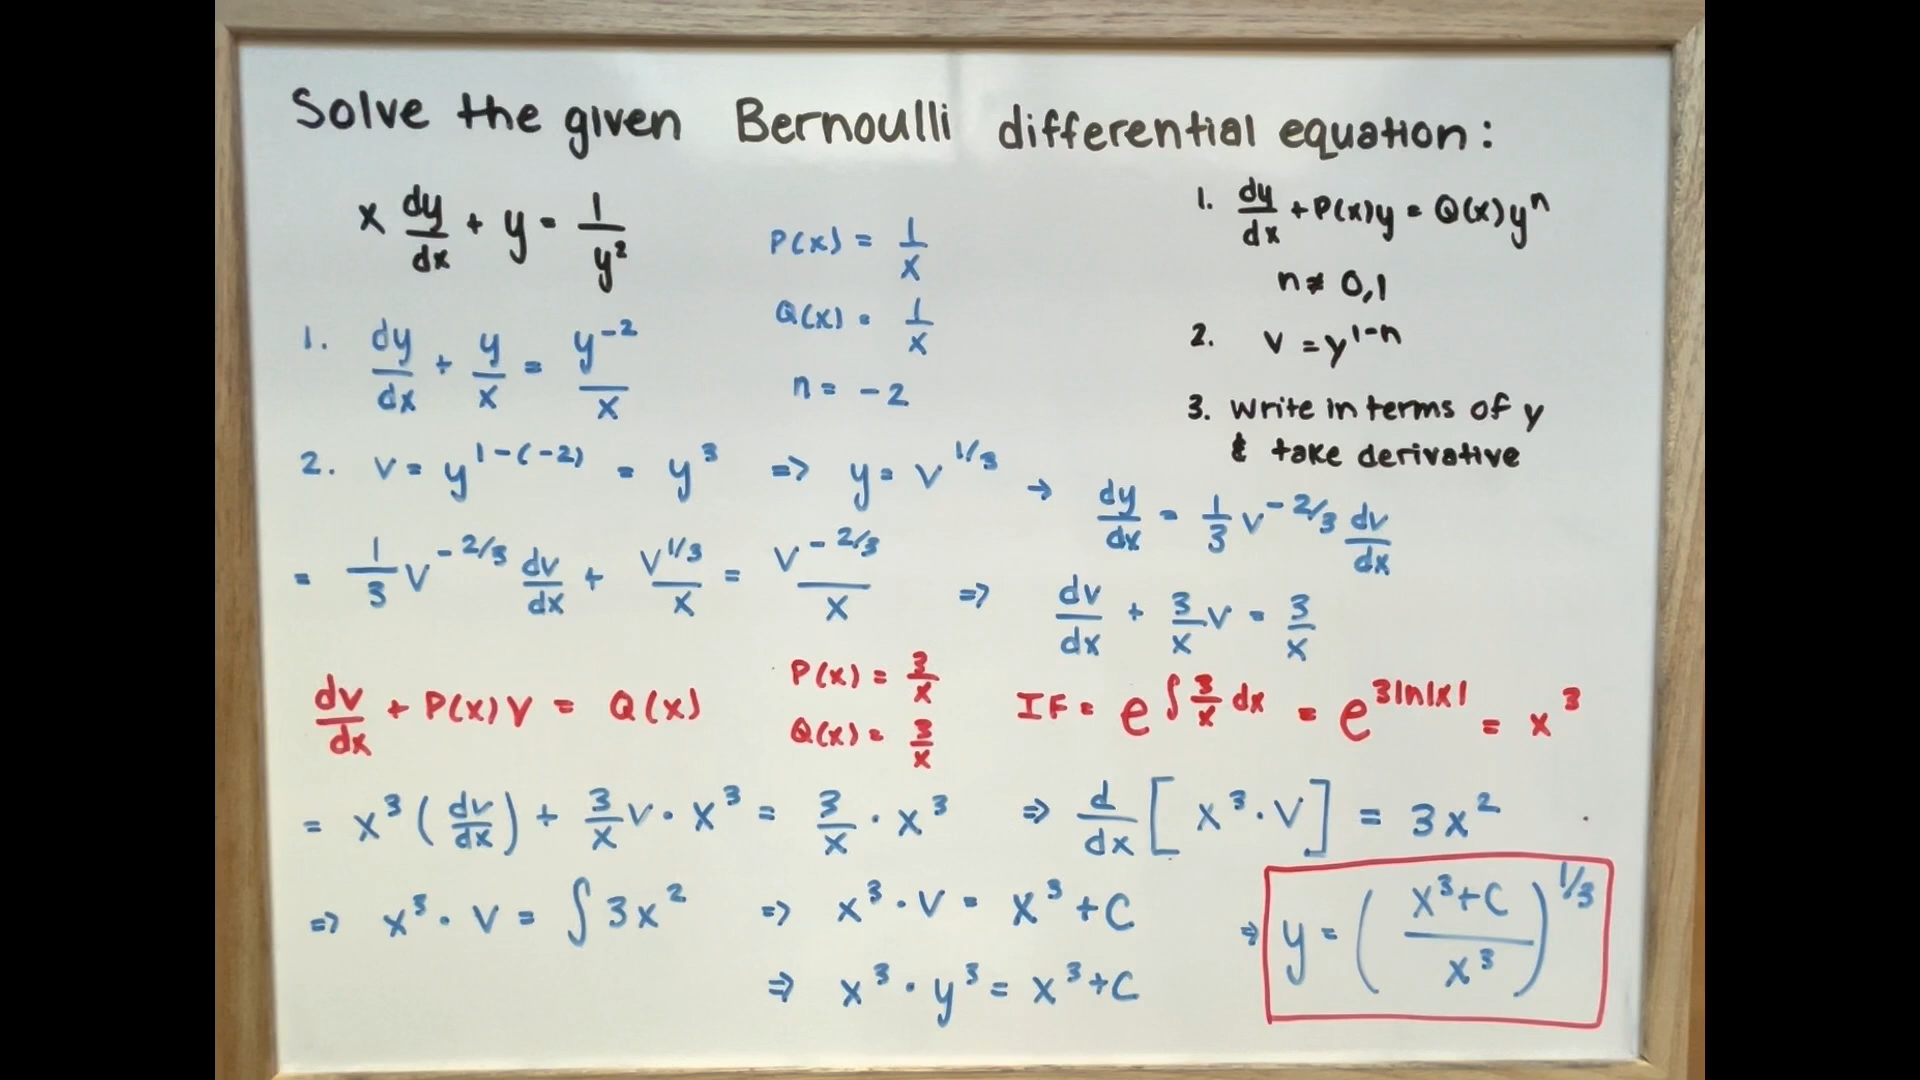 Solve the given Bernoulli differential equation:
x dy/dx + y = 1/y²
P(x) = 1/x
Q(x) = 1/x
n = -2
1. dy/dx + P(x)y = Q(x)yⁿ
n ≠ 0,1
2. v = y^(1-n)
3. write in terms of y
& take derivative
1. dy/dx + y/x = y^(-2)/x
2. v = y^(1-(-2)) = y³ => y = v^(1/3) → dy/dx = 1/3 v^(-2/3) dv/dx
= 1/3 v^(-2/3) dv/dx + v^(1/3)/x = v^(-2/3)/x => dv/dx + 3/x v = 3/x
dv/dx + P(x)v = Q(x)
P(x) = 3/x
Q(x) = 3/x
IF = e^(∫ 3/x dx) = e^(3ln|x|) = x³
= x³(dv/dx) + 3/x v · x³ = 3/x · x³ => d/dx [x³ · v] = 3x²
=> x³ · v = ∫3x² => x³ · v = x³ + C
=> x³ · y³ = x³ + C
=> y = ((x³+C)/x³)^(1/3)